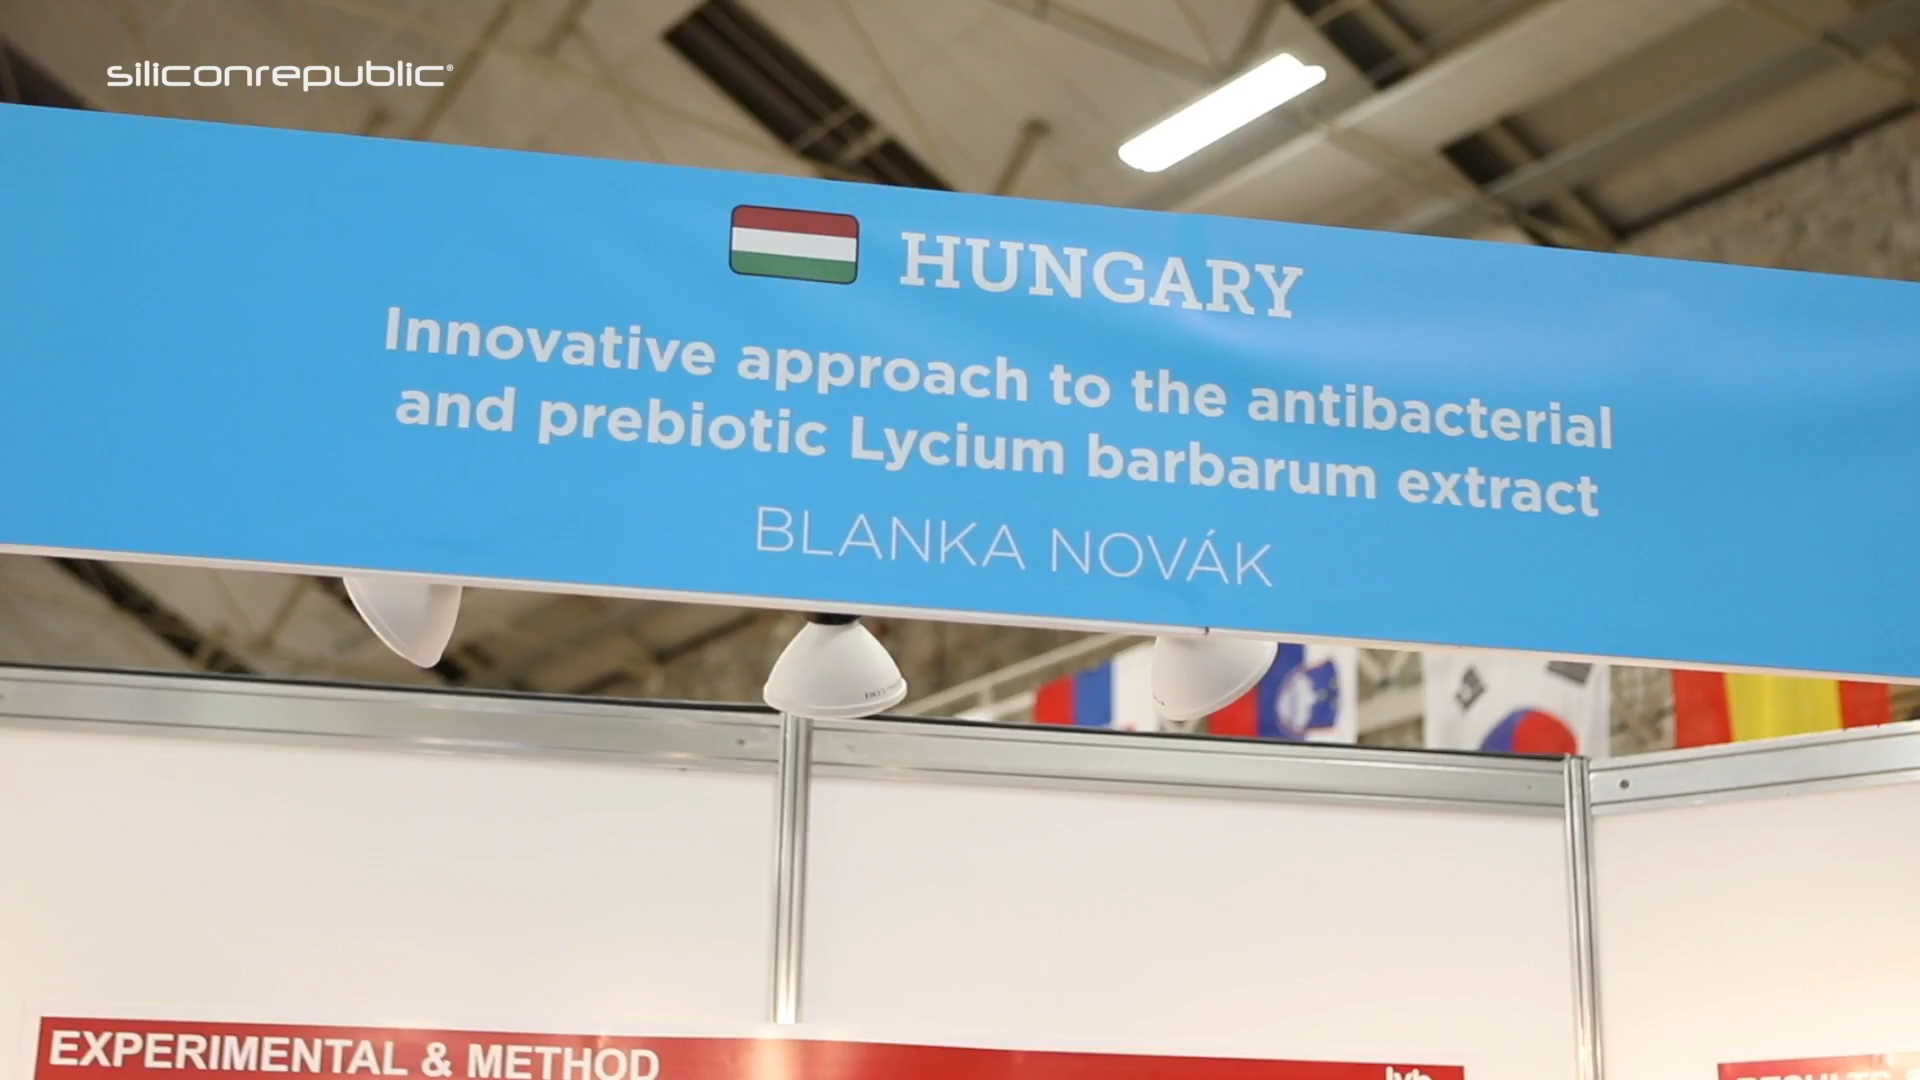 siliconrepublic
HUNGARY
Innovative approach to the antibacterial
and prebiotic Lycium barbarum extract
BLANKA NOVÁK
EXPERIMENTAL & METHOD